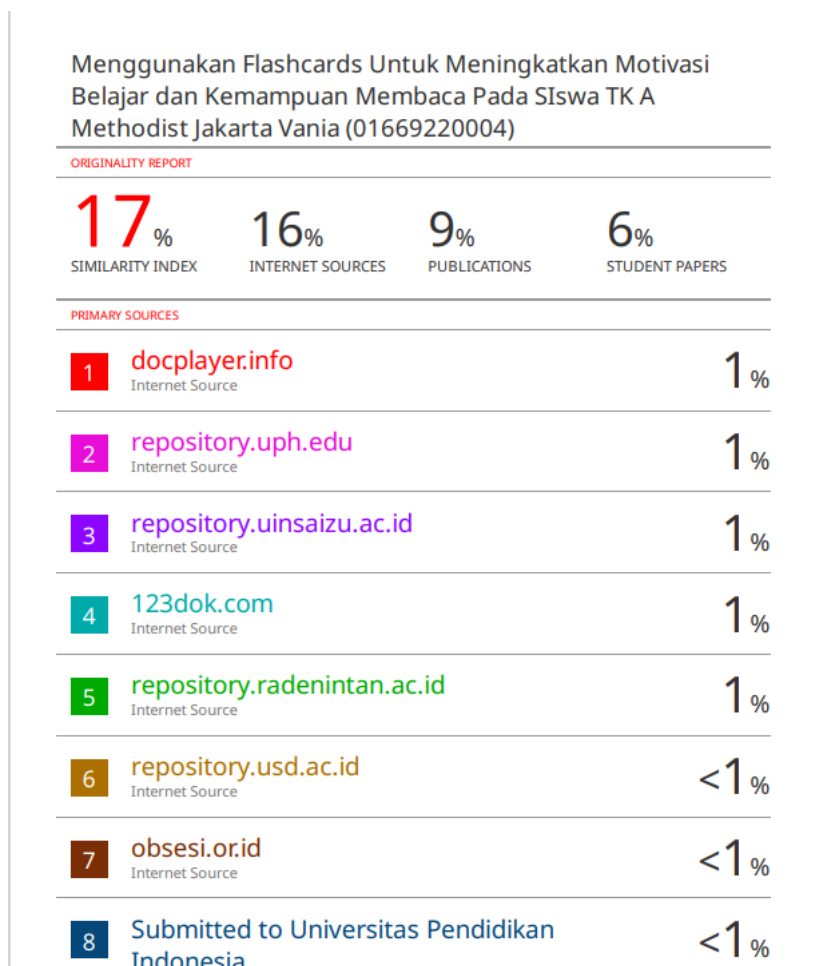 Menggunakan Flashcards Untuk Meningkatkan Motivasi
Belajar dan Kemampuan Membaca Pada SIswa TK A
Methodist Jakarta Vania (01669220004)
ORIGINALITY REPORT
17% 16% 9% 6%
SIMILARITY INDEX INTERNET SOURCES PUBLICATIONS STUDENT PAPERS
PRIMARY SOURCES
1 docplayer.info 1%
Internet Source
2 repository.uph.edu 1%
Internet Source
3 repository.uinsaizu.ac.id 1%
Internet Source
4 123dok.com 1%
Internet Source
5 repository.radenintan.ac.id 1%
Internet Source
6 repository.usd.ac.id <1%
Internet Source
7 obsesi.or.id <1%
Internet Source
8 Submitted to Universitas Pendidikan <1%
Indonesia